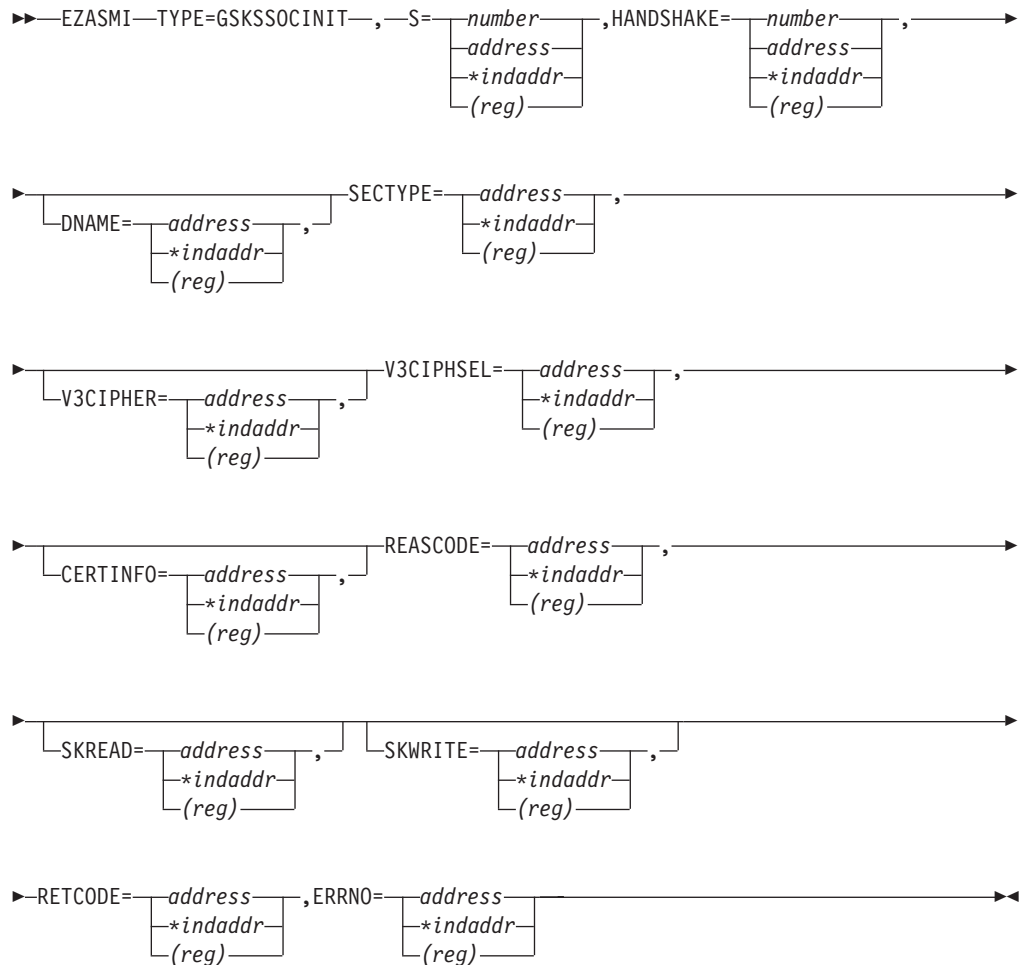 EZASMI TYPE=GSKSSOCINIT , S= number ,HANDSHAKE= number ,
address address
*indaddr *indaddr
(reg) (reg)
SECTYPE= address ,
DNAME= address , *indaddr
*indaddr (reg)
(reg)
V3CIPHSEL= address ,
V3CIPHER= address , *indaddr
*indaddr (reg)
(reg)
REASCODE= address ,
CERTINFO= address , *indaddr
*indaddr (reg)
(reg)
SKREAD= address , SKWRITE= address ,
*indaddr *indaddr
(reg) (reg)
RETCODE= address ,ERRNO= address
*indaddr *indaddr
(reg) (reg)